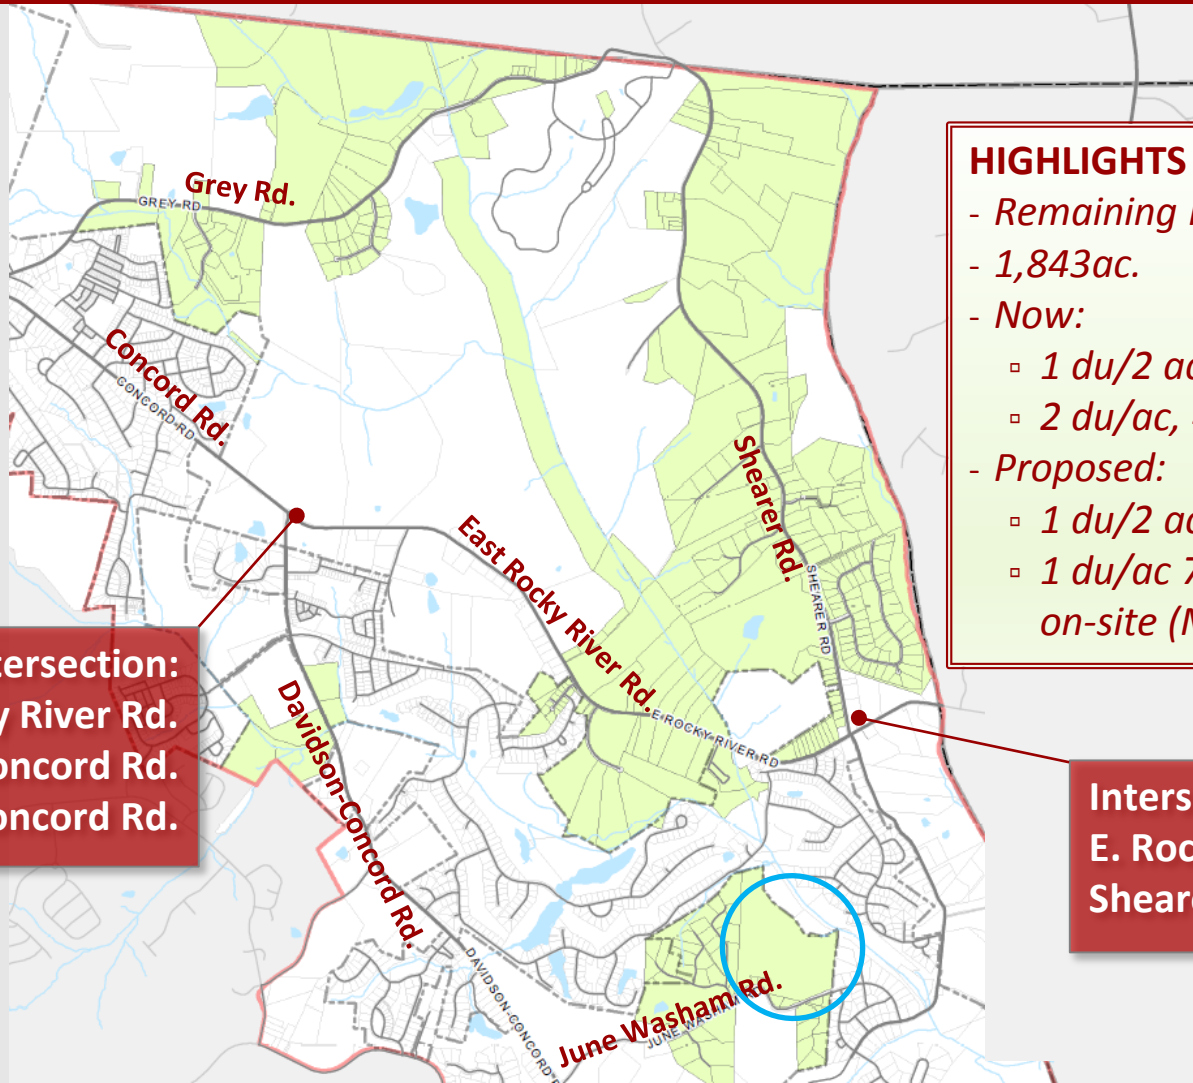 Grey Rd.
GREY RD
HIGHLIGHTS
- Remaining
- 1,843ac.
- Now:
▫ 1 du/2 ac
▫ 2 du/ac,
- Proposed:
▫ 1 du/2 ac
▫ 1 du/ac 7
on-site (
Concord Rd.
CONCORD RD
Shearer Rd.
SHEARER RD
East Rocky River Rd.
E ROCKY RIVER RD
tersection:
y River Rd.
oncord Rd.
oncord Rd.
Davidson-Concord Rd.
DAVIDSON-CONCORD R
Inters
E. Roc
Sheare
June Washam Rd.
JUNE WASHAM RD